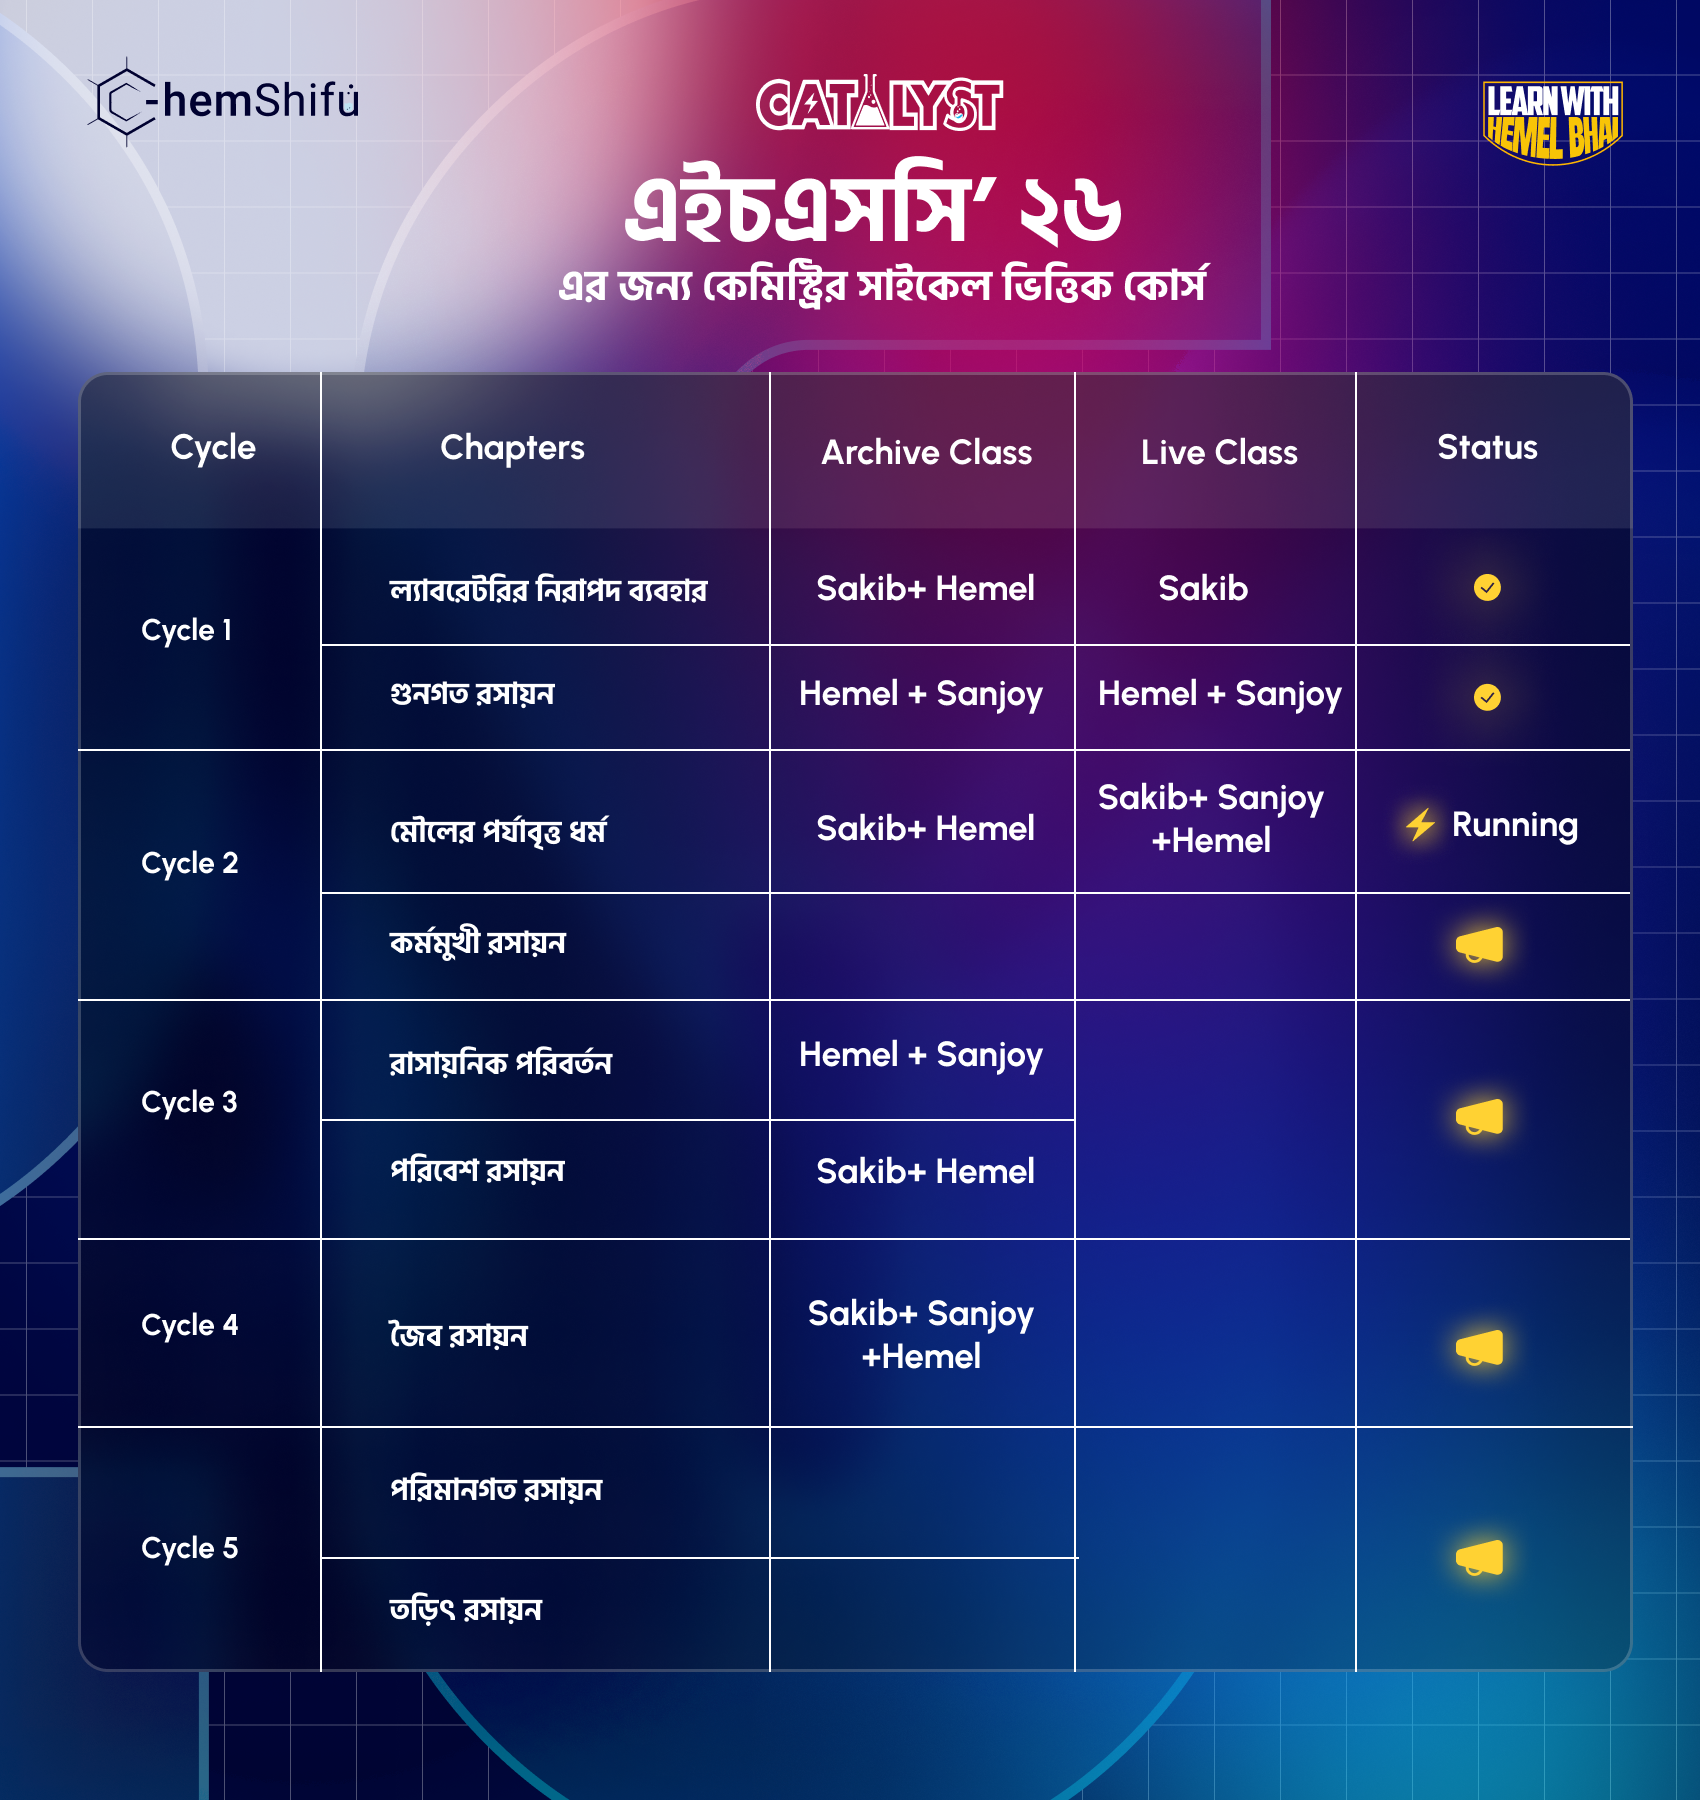 ChemShifu
CATALYST
LEARN WITH
HEMEL BHAI
এইচএসসি’ ২৬
এর জন্য কেমিস্ট্রির সাইকেল ভিত্তিক কোর্স
Cycle Chapters Archive Class Live Class Status
Cycle 1
ল্যাবরেটরির নিরাপদ ব্যবহার Sakib+ Hemel Sakib
গুনগত রসায়ন Hemel + Sanjoy Hemel + Sanjoy
Cycle 2
মৌলের পর্যাবৃত্ত ধর্ম Sakib+ Hemel Sakib+ Sanjoy
+Hemel
Running
কর্মমুখী রসায়ন
Cycle 3
রাসায়নিক পরিবর্তন Hemel + Sanjoy
পরিবেশ রসায়ন Sakib+ Hemel
Cycle 4
জৈব রসায়ন Sakib+ Sanjoy
+Hemel
Cycle 5
পরিমানগত রসায়ন
তড়িৎ রসায়ন